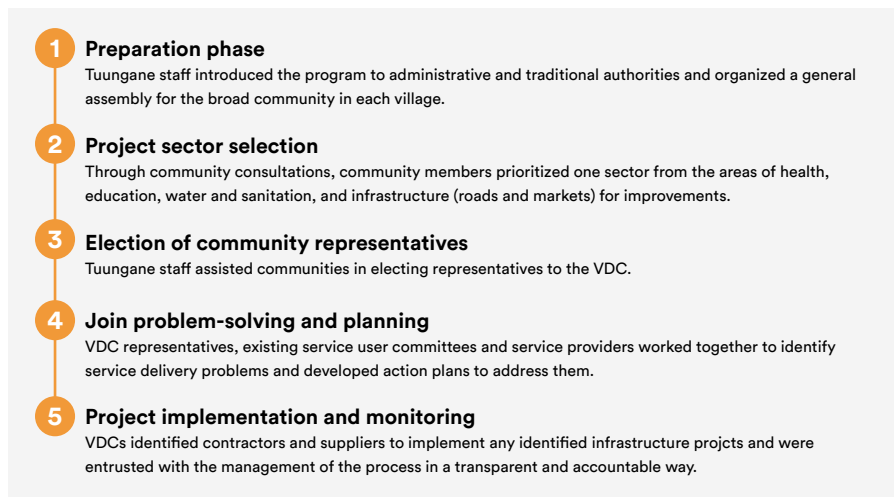 1 Preparation phase
Tuungane staff introduced the program to administrative and traditional authorities and organized a general
assembly for the broad community in each village.
2 Project sector selection
Through community consultations, community members prioritized one sector from the areas of health,
education, water and sanitation, and infrastructure (roads and markets) for improvements.
3 Election of community representatives
Tuungane staff assisted communities in electing representatives to the VDC.
4 Join problem-solving and planning
VDC representatives, existing service user committees and service providers worked together to identify
service delivery problems and developed action plans to address them.
5 Project implementation and monitoring
VDCs identified contractors and suppliers to implement any identified infrastructure projcts and were
entrusted with the management of the process in a transparent and accountable way.